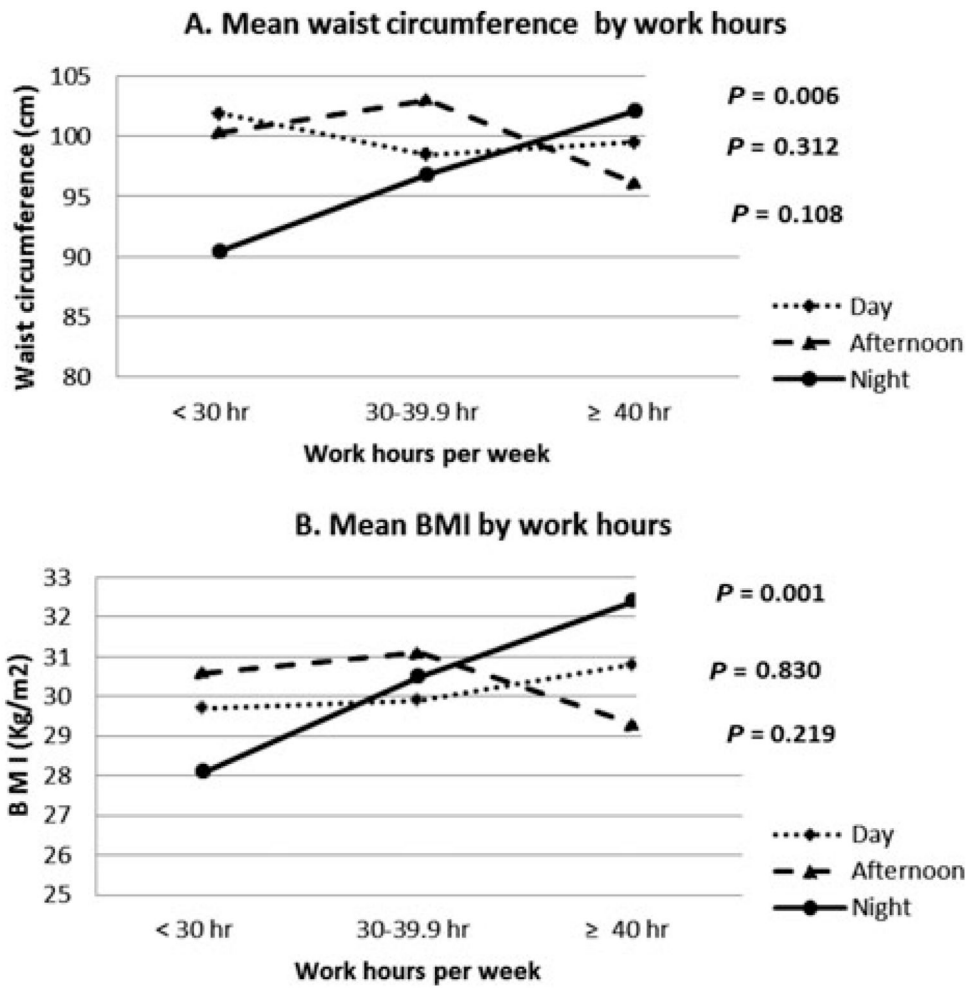 A. Mean waist circumference by work hours
Waist circumference (cm)
105
100
95
90
85
80
P = 0.006
P = 0.312
P = 0.108
Day
Afternoon
Night
< 30 hr 30-39.9 hr ≥ 40 hr
Work hours per week
B. Mean BMI by work hours
B M I (Kg/m2)
33
32
31
30
29
28
27
26
25
P = 0.001
P = 0.830
P = 0.219
Day
Afternoon
Night
< 30 hr 30-39.9 hr ≥ 40 hr
Work hours per week